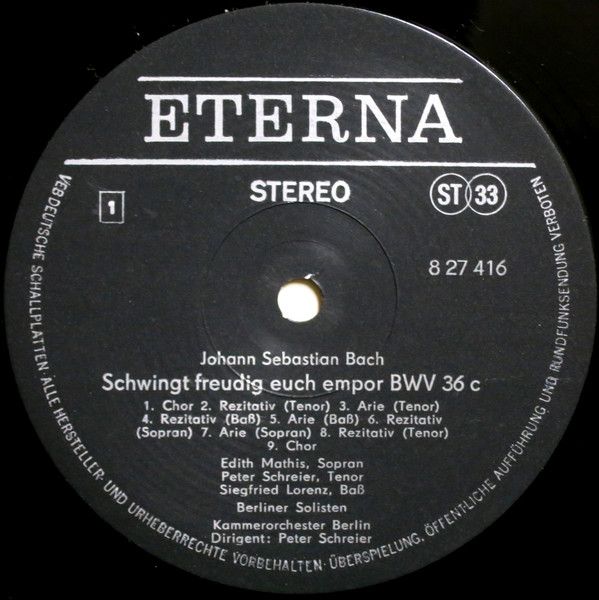 ETERNA
STEREO
1
ST 33
8 27 416
Johann Sebastian Bach
Schwingt freudig euch empor BWV 36 c
1. Chor 2. Rezitativ (Tenor) 3. Arie (Tenor)
4. Rezitativ (Baß) 5. Arie (Baß) 6. Rezitativ
(Sopran) 7. Arie (Sopran) 8. Rezitativ (Tenor)
9. Chor
Edith Mathis, Sopran
Peter Schreier, Tenor
Siegfried Lorenz, Baß
Berliner Solisten
Kammerorchester Berlin
Dirigent: Peter Schreier
VEB DEUTSCHE SCHALLPLATTEN · ALLE HERSTELLER- UND URHEBERRECHTE VORBEHALTEN · ÜBERSPIELUNG, ÖFFENTLICHE AUFFÜHRUNG UND RUNDFUNKSENDUNG VERBOTEN